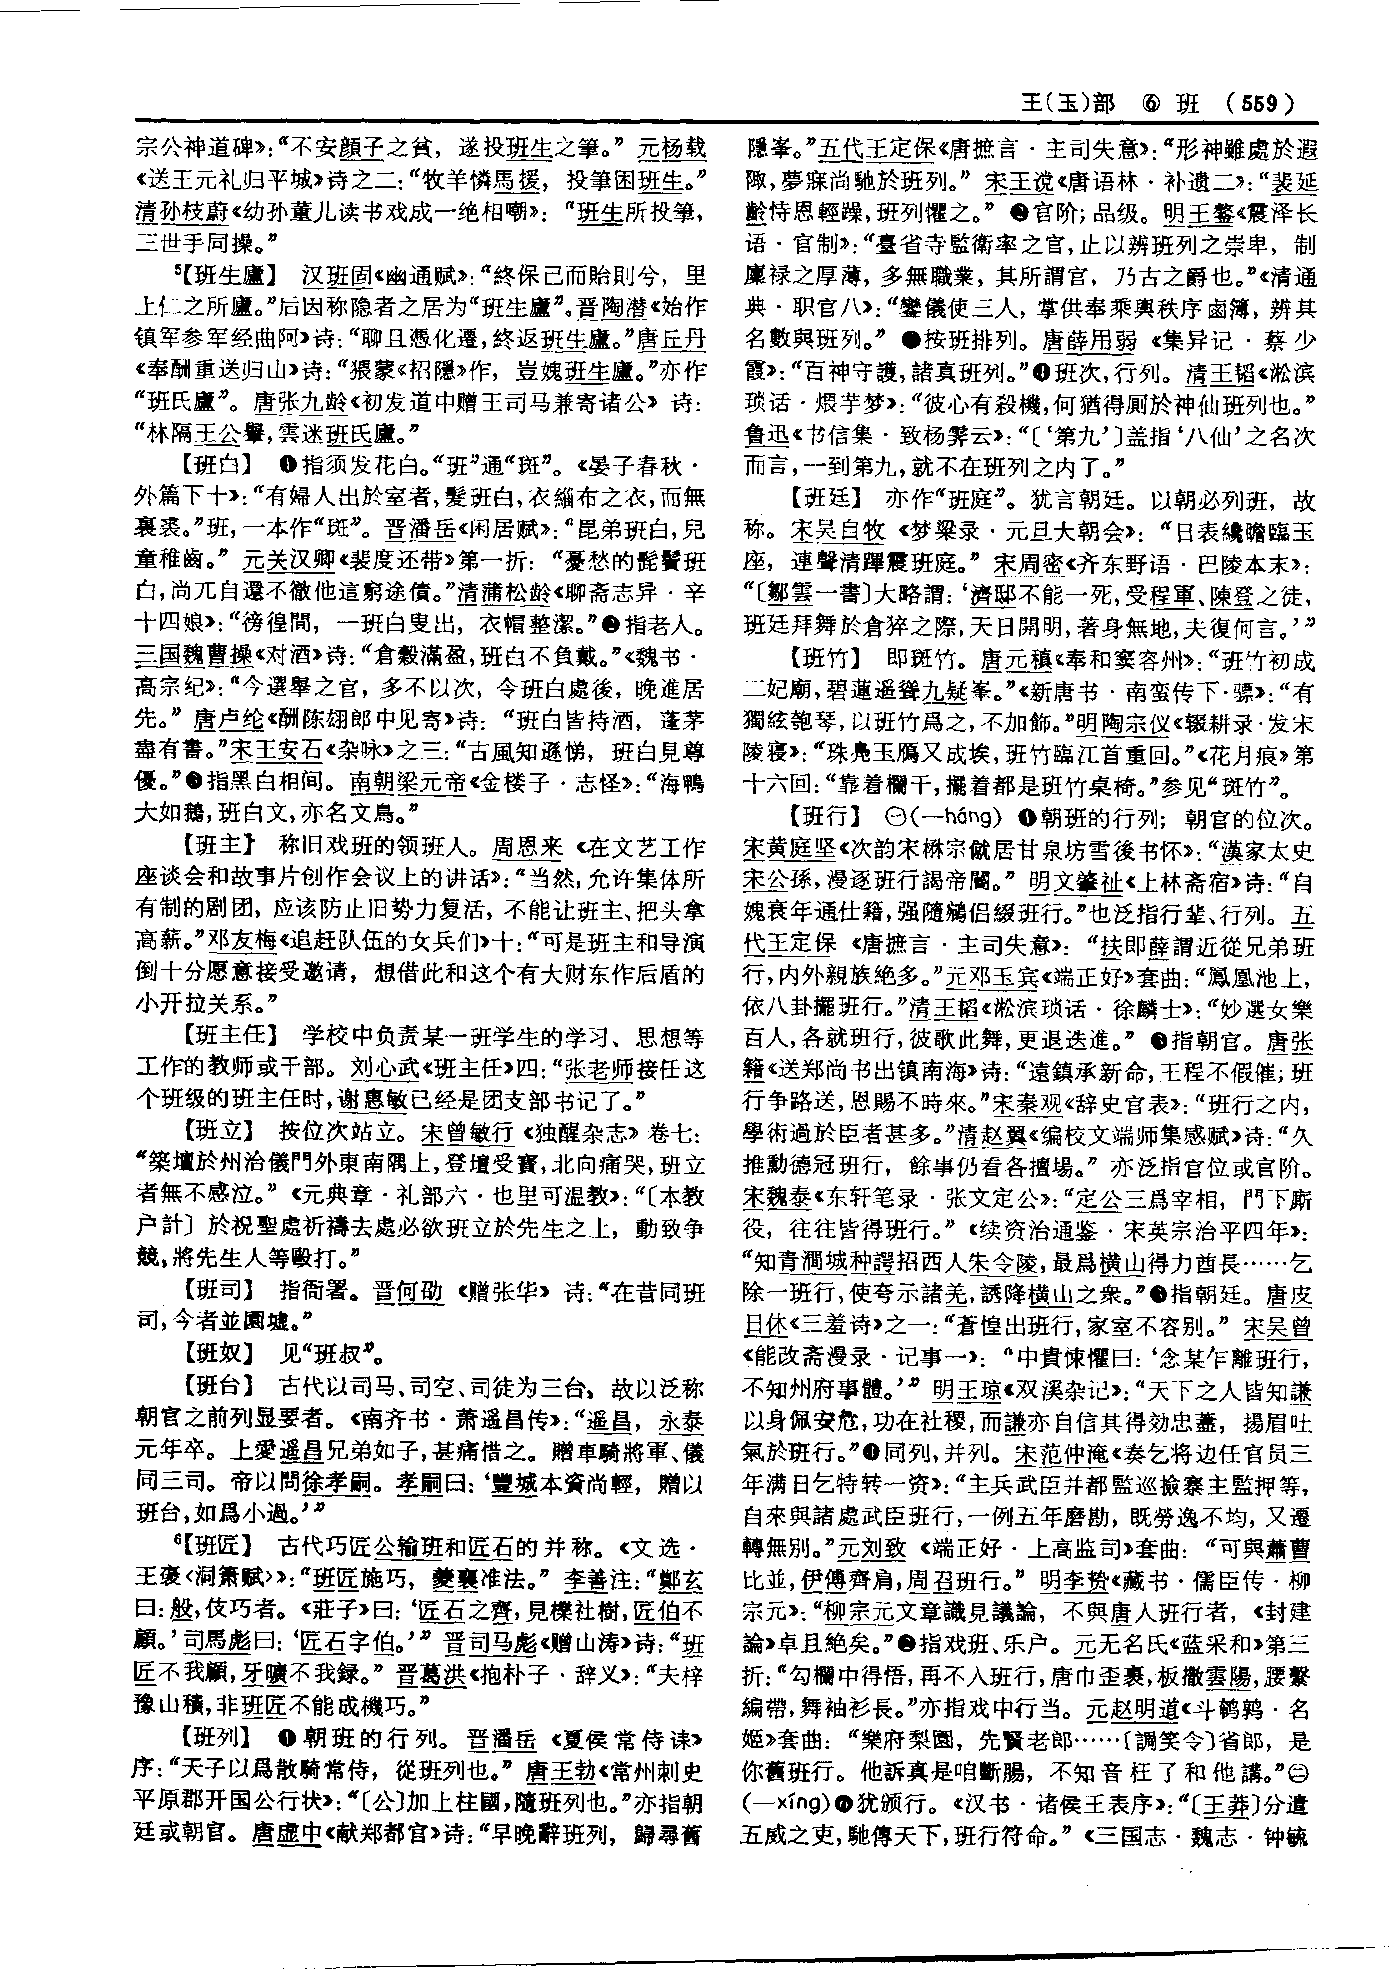 王(玉)部 ⑥ 班 (559)
宗公神道碑》：“不安顔子之貧，遂投班生之筆。” 元杨载
《送王元礼归平城》诗之二：“牧羊憐馬援，投筆困班生。”
清孙枝蔚《幼孙董儿读书戏成一绝相嘲》：“班生所投筆，
三世手同操。”
⁵【班生廬】 汉班固《幽通赋》：“終保己而貽則兮，里
上仁之所廬。”后因称隐者之居为“班生廬”。晋陶潜《始作
镇军参军经曲阿》诗：“聊且憑化遷，終返班生廬。”唐丘丹
《奉酬重送归山》诗：“猥蒙《招隱》作，豈媿班生廬。”亦作
“班氏廬”。唐张九龄《初发道中赠王司马兼寄诸公》诗：
“林隔王公轝，雲迷班氏廬。”
【班白】 ❶指须发花白。“班”通“斑”。《晏子春秋·
外篇下十》：“有婦人出於室者，髮班白，衣緇布之衣，而無
裏裘。”班，一本作“斑”。晋潘岳《闲居赋》：“昆弟班白，兒
童稚齒。” 元关汉卿《裴度还带》第一折：“憂愁的髭鬢班
白，尚兀自還不徹他這窮途債。”清蒲松龄《聊斋志异·辛
十四娘》：“徬徨間，一班白叟出，衣帽整潔。”❷指老人。
三国魏曹操《对酒》诗：“倉穀滿盈，班白不負戴。”《魏书·
高宗纪》：“今選舉之官，多不以次，令班白處後，晚進居
先。” 唐卢纶《酬陈翃郎中见寄》诗：“班白皆持酒，蓬茅
盡有書。”宋王安石《杂咏》之三：“古風知遜悌，班白見尊
優。”❸指黑白相间。南朝梁元帝《金楼子·志怪》：“海鴨
大如鵝，班白文，亦名文鳥。”
【班主】 称旧戏班的领班人。周恩来《在文艺工作
座谈会和故事片创作会议上的讲话》：“当然，允许集体所
有制的剧团，应该防止旧势力复活，不能让班主、把头拿
高薪。”邓友梅《追赶队伍的女兵们》十：“可是班主和导演
倒十分愿意接受邀请，想借此和这个有大财东作后盾的
小开拉关系。”
【班主任】 学校中负责某一班学生的学习、思想等
工作的教师或干部。刘心武《班主任》四：“张老师接任这
个班级的班主任时，谢惠敏已经是团支部书记了。”
【班立】 按位次站立。宋曾敏行《独醒杂志》卷七：
“築壇於州治儀門外東南隅上，登壇受寶，北向痛哭，班立
者無不感泣。”《元典章·礼部六·也里可温教》：“〔本教
户計〕於祝聖處祈禱去處必欲班立於先生之上，動致争
競，將先生人等毆打。”
【班司】 指衙署。晋何劭《赠张华》诗：“在昔同班
司，今者並園墟。”
【班奴】 见“班叔”。
【班台】 古代以司马、司空、司徒为三台，故以泛称
朝官之前列显要者。《南齐书·萧遥昌传》：“遥昌，永泰
元年卒。上愛遥昌兄弟如子，甚痛惜之。贈車騎將軍、儀
同三司。帝以問徐孝嗣。孝嗣曰：‘豐城本資尚輕，贈以
班台，如爲小過。’”
⁶【班匠】 古代巧匠公输班和匠石的并称。《文选·
王褒〈洞箫赋〉》：“班匠施巧，夔襄准法。” 李善注：“鄭玄
曰：般，伎巧者。《莊子》曰：‘匠石之齊，見櫟社樹，匠伯不
顧。’司馬彪曰：‘匠石字伯。’” 晋司马彪《赠山涛》诗：“班
匠不我顧，牙曠不我録。” 晋葛洪《抱朴子·辞义》：“夫梓
豫山積，非班匠不能成機巧。”
【班列】 ❶朝班的行列。晋潘岳《夏侯常侍诔》
序：“天子以爲散騎常侍，從班列也。” 唐王勃《常州刺史
平原郡开国公行状》：“〔公〕加上柱國，隨班列也。”亦指朝
廷或朝官。唐虚中《献郑都官》诗：“早晚辭班列，歸尋舊
隱峯。”五代王定保《唐摭言·主司失意》：“形神雖處於遐
陬，夢寐尚馳於班列。” 宋王谠《唐语林·补遗二》：“裴延
齡恃恩輕躁，班列懼之。” ❷官阶；品级。明王鏊《震泽长
语·官制》：“臺省寺監衛率之官，止以辨班列之崇卑，制
廩禄之厚薄，多無職業，其所謂官，乃古之爵也。”《清通
典·职官八》：“鑾儀使三人，掌供奉乘輿秩序鹵簿，辨其
名數與班列。” ❸按班排列。唐薛用弱《集异记·蔡少
霞》：“百神守護，諸真班列。”❹班次，行列。清王韬《淞滨
琐话·煨芋梦》：“彼心有殺機，何猶得厠於神仙班列也。”
鲁迅《书信集·致杨霁云》：“〔‘第九’〕盖指‘八仙’之名次
而言，一到第九，就不在班列之内了。”
【班廷】 亦作“班庭”。犹言朝廷。以朝必列班，故
称。宋吴自牧《梦粱录·元旦大朝会》：“日表纔瞻臨玉
座，連聲清蹕震班庭。” 宋周密《齐东野语·巴陵本末》：
“〔鄒雲一書〕大略謂：‘濟邸不能一死，受程軍、陳登之徒，
班廷拜舞於倉猝之際，天日開明，著身無地，夫復何言。’”
【班竹】 即斑竹。唐元稹《奉和窦容州》：“班竹初成
二妃廟，碧蓮遥聳九疑峯。”《新唐书·南蛮传下·骠》：“有
獨絃匏琴，以班竹爲之，不加飾。”明陶宗仪《辍耕录·发宋
陵寝》：“珠凫玉鴈又成埃，班竹臨江首重回。”《花月痕》第
十六回：“靠着欄干，擺着都是班竹桌椅。”参见“斑竹”。
【班行】 ㊀(—háng) ❶朝班的行列；朝官的位次。
宋黄庭坚《次韵宋楙宗僦居甘泉坊雪後书怀》：“漢家太史
宋公孫，漫逐班行謁帝閽。” 明文肇祉《上林斋宿》诗：“自
媿衰年通仕籍，强隨鵷侣綴班行。”也泛指行辈、行列。五
代王定保《唐摭言·主司失意》：“扶即薛謂近從兄弟班
行，内外親族絶多。”元邓玉宾《端正好》套曲：“鳳凰池上，
依八卦擺班行。”清王韬《淞滨琐话·徐麟士》：“妙選女樂
百人，各就班行，彼歌此舞，更退迭進。” ❷指朝官。唐张
籍《送郑尚书出镇南海》诗：“遠鎮承新命，王程不假催；班
行争路送，恩賜不時來。”宋秦观《辞史官表》：“班行之内，
學術過於臣者甚多。”清赵翼《编校文端师集感赋》诗：“久
推勳德冠班行，餘事仍看各擅場。” 亦泛指官位或官阶。
宋魏泰《东轩笔录·张文定公》：“定公三爲宰相，門下廝
役，往往皆得班行。”《续资治通鉴·宋英宗治平四年》：
“知青澗城种諤招西人朱令陵，最爲横山得力酋長……乞
除一班行，使夸示諸羌，誘降横山之衆。”❸指朝廷。唐皮
日休《三羞诗》之一：“蒼惶出班行，家室不容别。” 宋吴曾
《能改斋漫录·记事一》：“中貴悚懼曰：‘念某乍離班行，
不知州府事體。’” 明王琼《双溪杂记》：“天下之人皆知謙
以身佩安危，功在社稷，而謙亦自信其得効忠藎，揚眉吐
氣於班行。”❹同列，并列。宋范仲淹《奏乞将边任官员三
年满日乞特转一资》：“主兵武臣并都監巡撿寨主監押等，
自來與諸處武臣班行，一例五年磨勘，既勞逸不均，又遷
轉無别。”元刘致《端正好·上高监司》套曲：“可與蕭曹
比並，伊傅齊肩，周召班行。” 明李贽《藏书·儒臣传·柳
宗元》：“柳宗元文章識見議論，不與唐人班行者，《封建
論》卓且絶矣。”❺指戏班、乐户。元无名氏《蓝采和》第三
折：“勾欄中得悟，再不入班行，唐巾歪裹，板撒雲陽，腰繫
編帶，舞袖衫長。”亦指戏中行当。元赵明道《斗鹌鹑·名
姬》套曲：“樂府梨園，先賢老郎……〔調笑令〕省郎，是
你舊班行。他訴真是咱斷腸，不知音枉了和他講。”㊁
(—xíng)❶犹颁行。《汉书·诸侯王表序》：“〔王莽〕分遣
五威之吏，馳傳天下，班行符命。”《三国志·魏志·钟毓